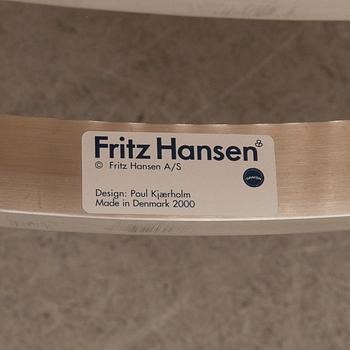 Fritz Hansen
© Fritz Hansen A/S
Design: Poul Kjærholm
Made in Denmark 2000